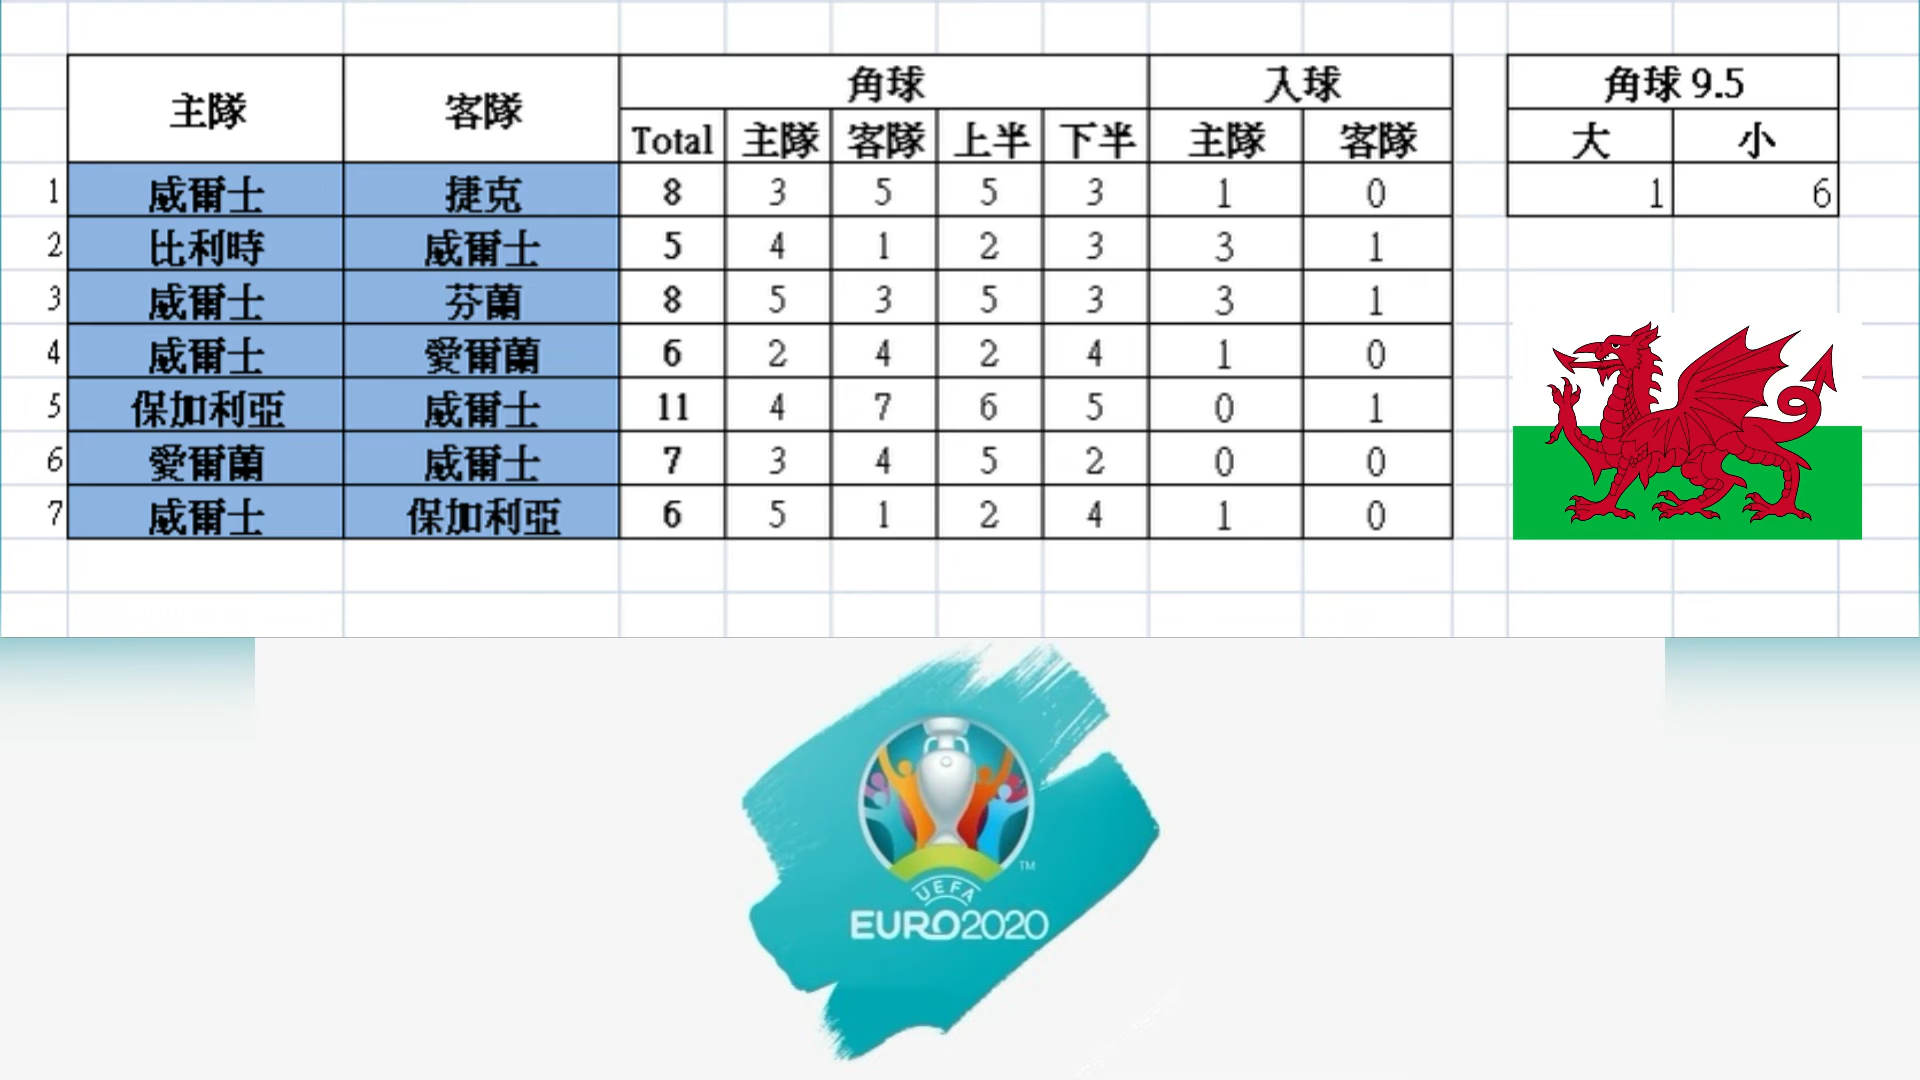 主隊 客隊 角球 入球 角球 9.5
Total 主隊 客隊 上半 下半 主隊 客隊 大 小
1 威爾士 捷克 8 3 5 5 3 1 0 1 6
2 比利時 威爾士 5 4 1 2 3 3 1
3 威爾士 芬蘭 8 5 3 5 3 3 1
4 威爾士 愛爾蘭 6 2 4 2 4 1 0
5 保加利亞 威爾士 11 4 7 6 5 0 1
6 愛爾蘭 威爾士 7 3 4 5 2 0 0
7 威爾士 保加利亞 6 5 1 2 4 1 0
TM
UEFA
EURO2020